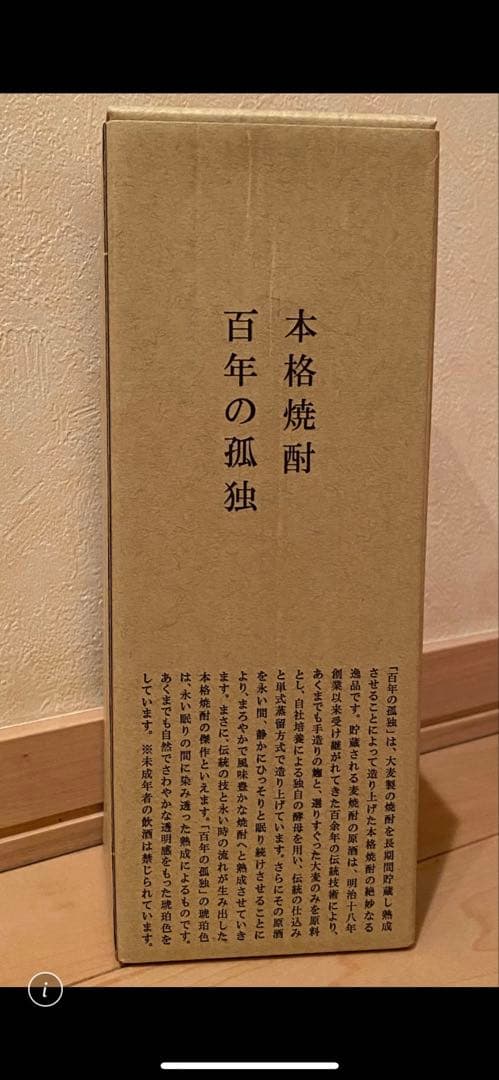 本格焼酎
百年の孤独
「百年の孤独」は、大麦製の焼酎を長期間貯蔵し熟成
させることによって造り上げた本格焼酎の絶妙なる
逸品です。貯蔵される麦焼酎の原酒は、明治十八年
創業以来受け継がれてきた百余年の伝統技術により、
あくまでも手造りの麹と、選りすぐった大麦のみを原料
とし、自社培養による独自の酵母を用い、伝統の仕込み
と単式蒸留方式で造り上げています。さらにその原酒
を永い間、静かにひっそりと眠り続けさせることに
より、まろやかで風味豊かな焼酎へと熟成させていき
ます。まさに、伝統の技と永い時の流れが生み出した
本格焼酎の傑作といえます。「百年の孤独」の琥珀色
は、永い眠りの間に染み透った熟成によるものです。
あくまでも自然でさわやかな透明感をもった琥珀色を
しています。 ※未成年者の飲酒は禁じられています。